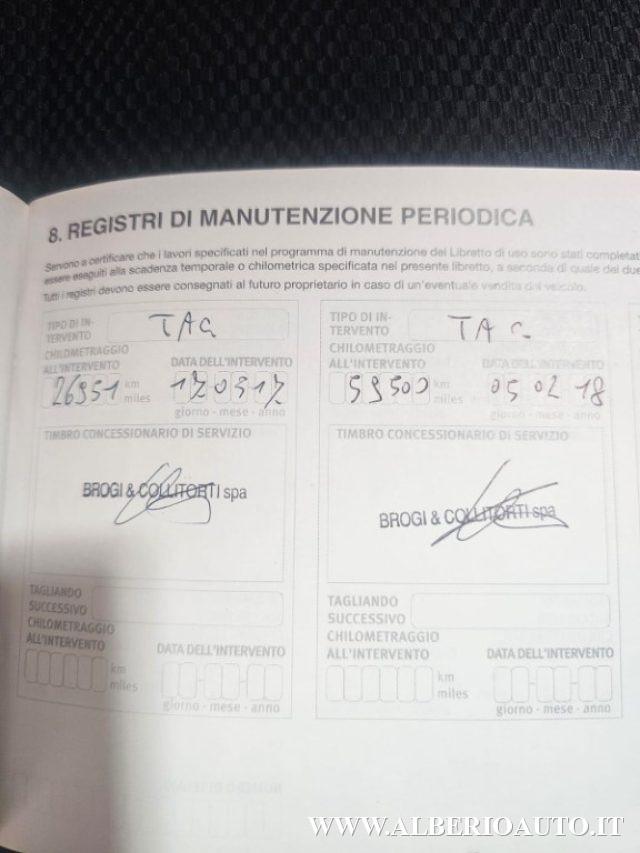 8. REGISTRI DI MANUTENZIONE PERIODICA
Servono a certificare che i lavori specificati nel programma di manutenzione del Libretto di uso sono stati completat
essere eseguiti alla scadenza temporale o chilometrica specificata nel presente libretto, a seconda di quale dei due
Tutti i registri devono essere consegnati al futuro proprietario in caso di un'eventuale vendita del veicolo.
TIPO DI IN-
TERVENTO
TAG
CHILOMETRAGGIO
ALL'INTERVENTO
DATA DELL'INTERVENTO
26951 km
miles
170317
giorno - mese - anno
TIMBRO CONCESSIONARIO DI SERVIZIO
BROGI & COLLITORTI spa
TAGLIANDO
SUCCESSIVO
CHILOMETRAGGIO
ALL'INTERVENTO
DATA DELL'INTERVENTO
km
miles
giorno - mese - anno
TIPO DI IN-
TERVENTO
TAG
CHILOMETRAGGIO
ALL'INTERVENTO
DATA DELL'INTERVENTO
59500 km
miles
05 02 18
giorno - mese - anno
TIMBRO CONCESSIONARIO DI SERVIZIO
BROGI & COLLITORTI spa
TAGLIANDO
SUCCESSIVO
CHILOMETRAGGIO
ALL'INTERVENTO
DATA DELL'INTERVENTO
km
miles
giorno - mese - anno
WWW.ALBERIOAUTO.IT